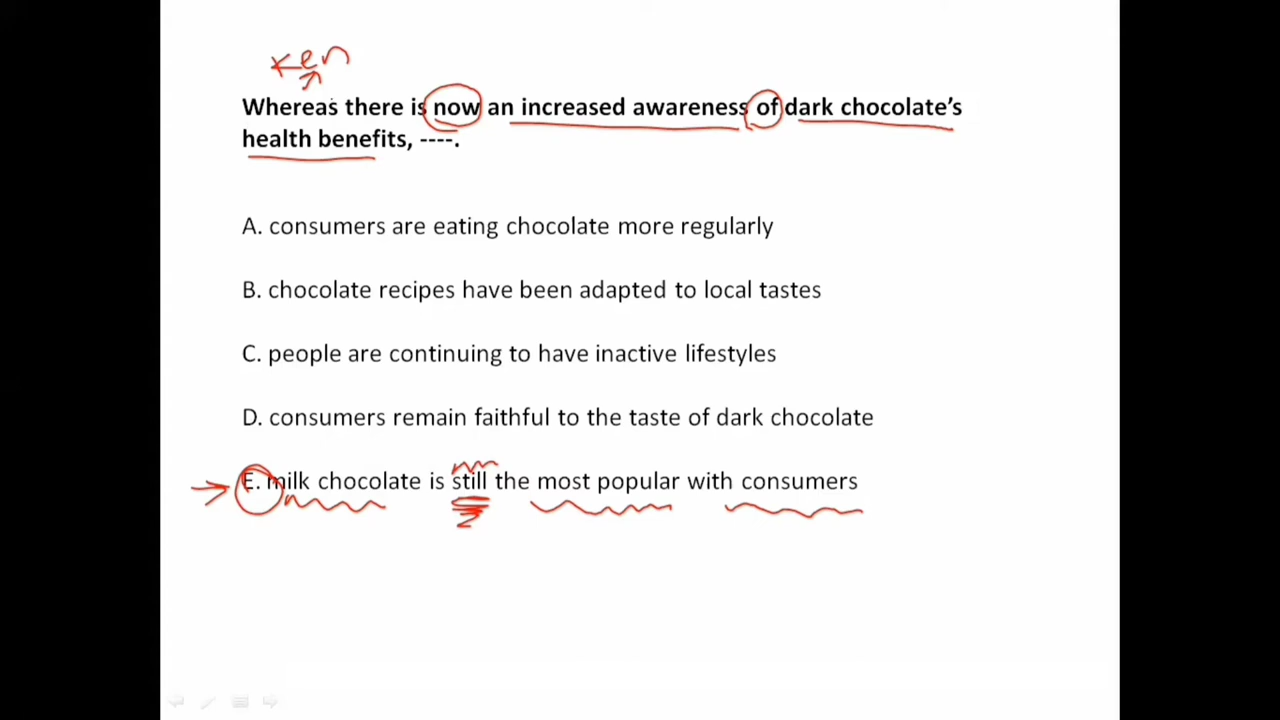 Ken
Whereas there is now an increased awareness of dark chocolate's
health benefits, ----.
A. consumers are eating chocolate more regularly
B. chocolate recipes have been adapted to local tastes
C. people are continuing to have inactive lifestyles
D. consumers remain faithful to the taste of dark chocolate
E. milk chocolate is still the most popular with consumers